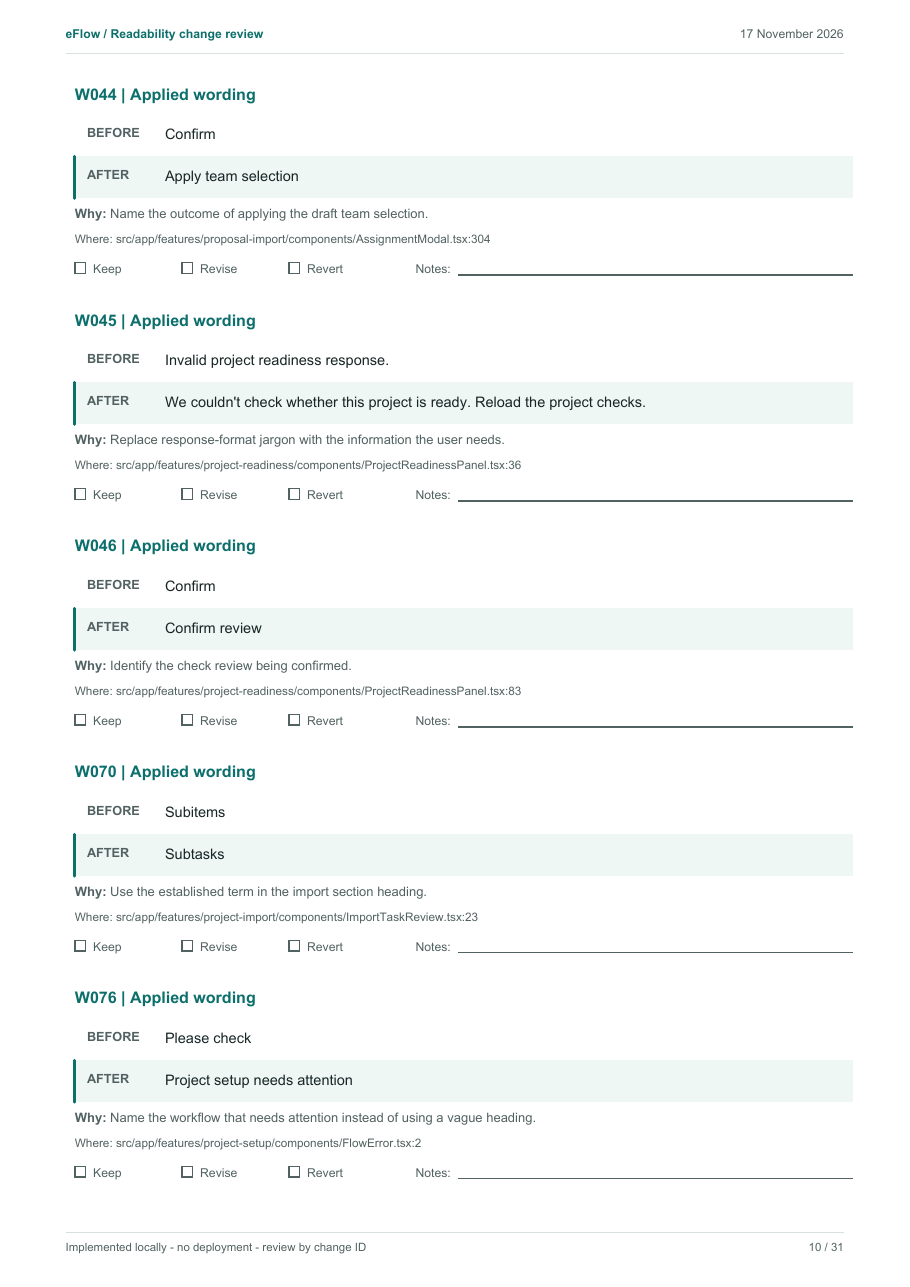 eFlow / Readability change review 17 November 2026
W044 | Applied wording
BEFORE Confirm
AFTER Apply team selection
Why: Name the outcome of applying the draft team selection.
Where: src/app/features/proposal-import/components/AssignmentModal.tsx:304
Keep Revise Revert Notes:
W045 | Applied wording
BEFORE Invalid project readiness response.
AFTER We couldn't check whether this project is ready. Reload the project checks.
Why: Replace response-format jargon with the information the user needs.
Where: src/app/features/project-readiness/components/ProjectReadinessPanel.tsx:36
Keep Revise Revert Notes:
W046 | Applied wording
BEFORE Confirm
AFTER Confirm review
Why: Identify the check review being confirmed.
Where: src/app/features/project-readiness/components/ProjectReadinessPanel.tsx:83
Keep Revise Revert Notes:
W070 | Applied wording
BEFORE Subitems
AFTER Subtasks
Why: Use the established term in the import section heading.
Where: src/app/features/project-import/components/ImportTaskReview.tsx:23
Keep Revise Revert Notes:
W076 | Applied wording
BEFORE Please check
AFTER Project setup needs attention
Why: Name the workflow that needs attention instead of using a vague heading.
Where: src/app/features/project-setup/components/FlowError.tsx:2
Keep Revise Revert Notes:
Implemented locally - no deployment - review by change ID 10 / 31